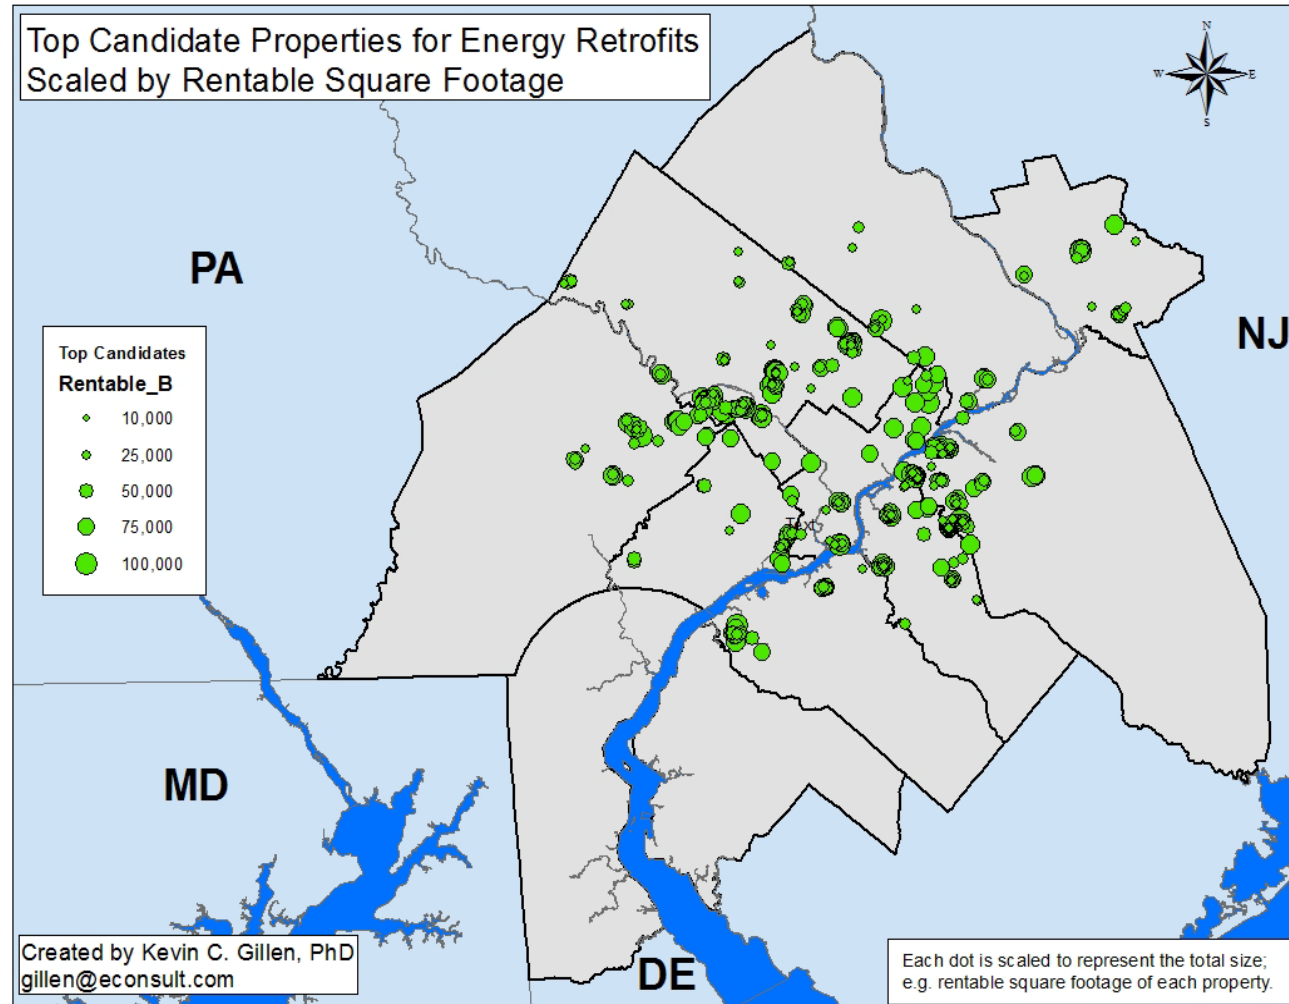 Top Candidate Properties for Energy Retrofits
Scaled by Rentable Square Footage
N
W
E
S
PA
NJ
Top Candidates
Rentable_B
10,000
25,000
50,000
75,000
100,000
Text
MD
DE
Created by Kevin C. Gillen, PhD
gillen@econsult.com
Each dot is scaled to represent the total size;
e.g. rentable square footage of each property.